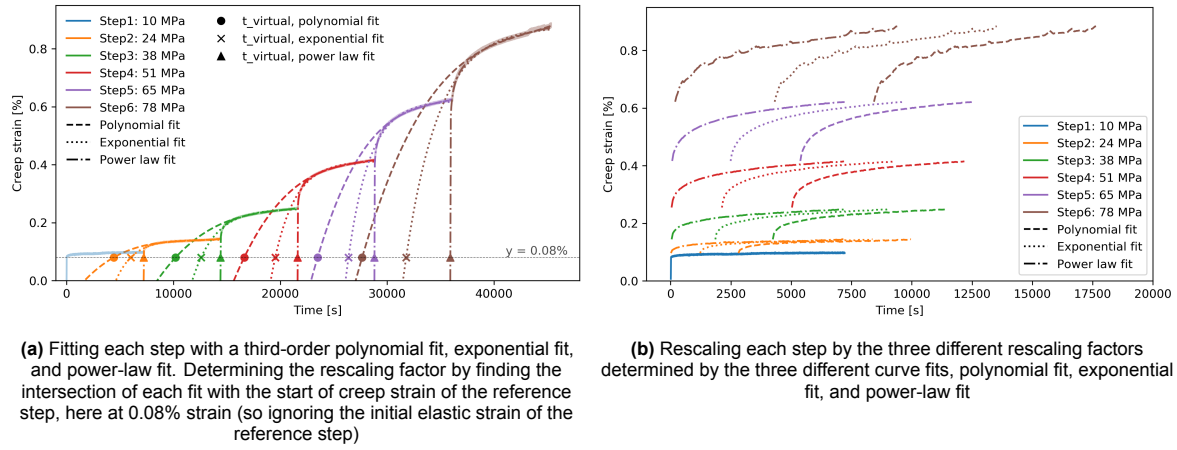 Step1: 10 MPa
Step2: 24 MPa
Step3: 38 MPa
Step4: 51 MPa
Step5: 65 MPa
Step6: 78 MPa
Polynomial fit
Exponential fit
Power law fit
t_virtual, polynomial fit
t_virtual, exponential fit
t_virtual, power law fit
y = 0.08%
Creep strain [%]
0.8
0.6
0.4
0.2
0.0
0 10000 20000 30000 40000
Time [s]
(a) Fitting each step with a third-order polynomial fit, exponential fit,
and power-law fit. Determining the rescaling factor by finding the
intersection of each fit with the start of creep strain of the reference
step, here at 0.08% strain (so ignoring the initial elastic strain of the
reference step)
Creep strain [%]
0.8
0.6
0.4
0.2
0.0
Step1: 10 MPa
Step2: 24 MPa
Step3: 38 MPa
Step4: 51 MPa
Step5: 65 MPa
Step6: 78 MPa
Polynomial fit
Exponential fit
Power law fit
0 2500 5000 7500 10000 12500 15000 17500 20000
Time [s]
(b) Rescaling each step by the three different rescaling factors
determined by the three different curve fits, polynomial fit, exponential
fit, and power-law fit